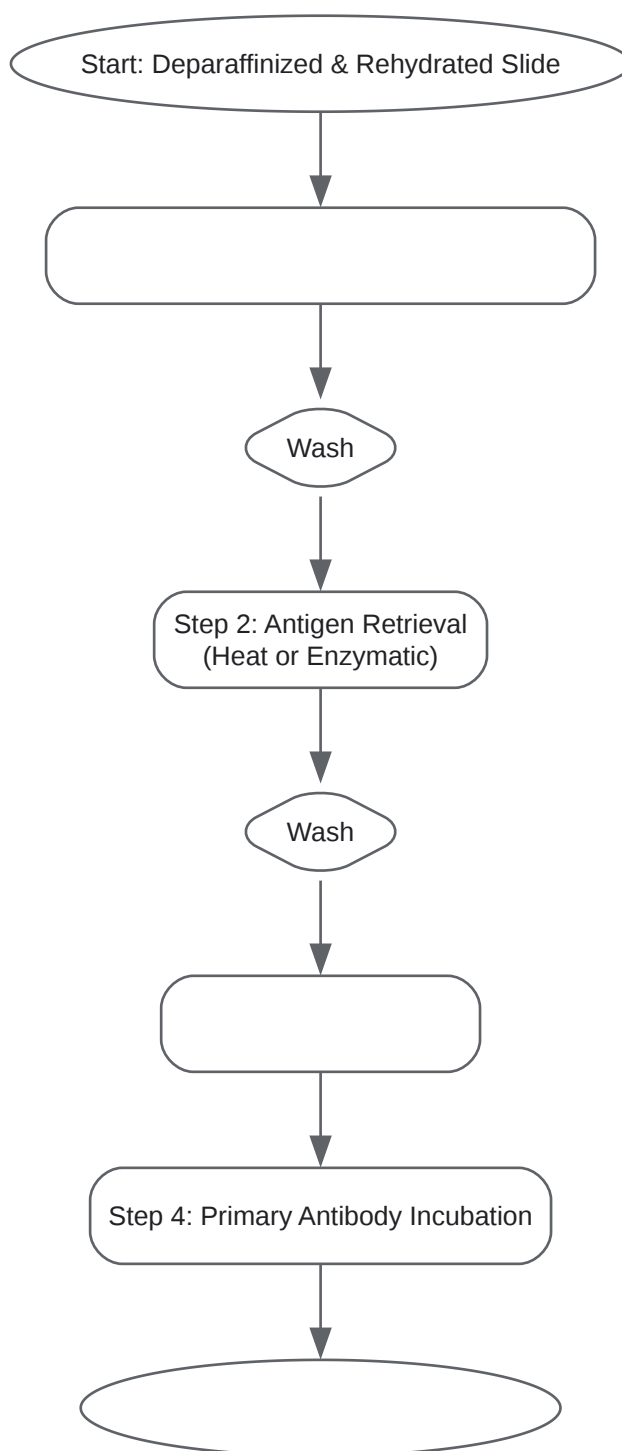 Start: Deparaffinized & Rehydrated Slide
Wash
Step 2: Antigen Retrieval
(Heat or Enzymatic)
Wash
Step 4: Primary Antibody Incubation